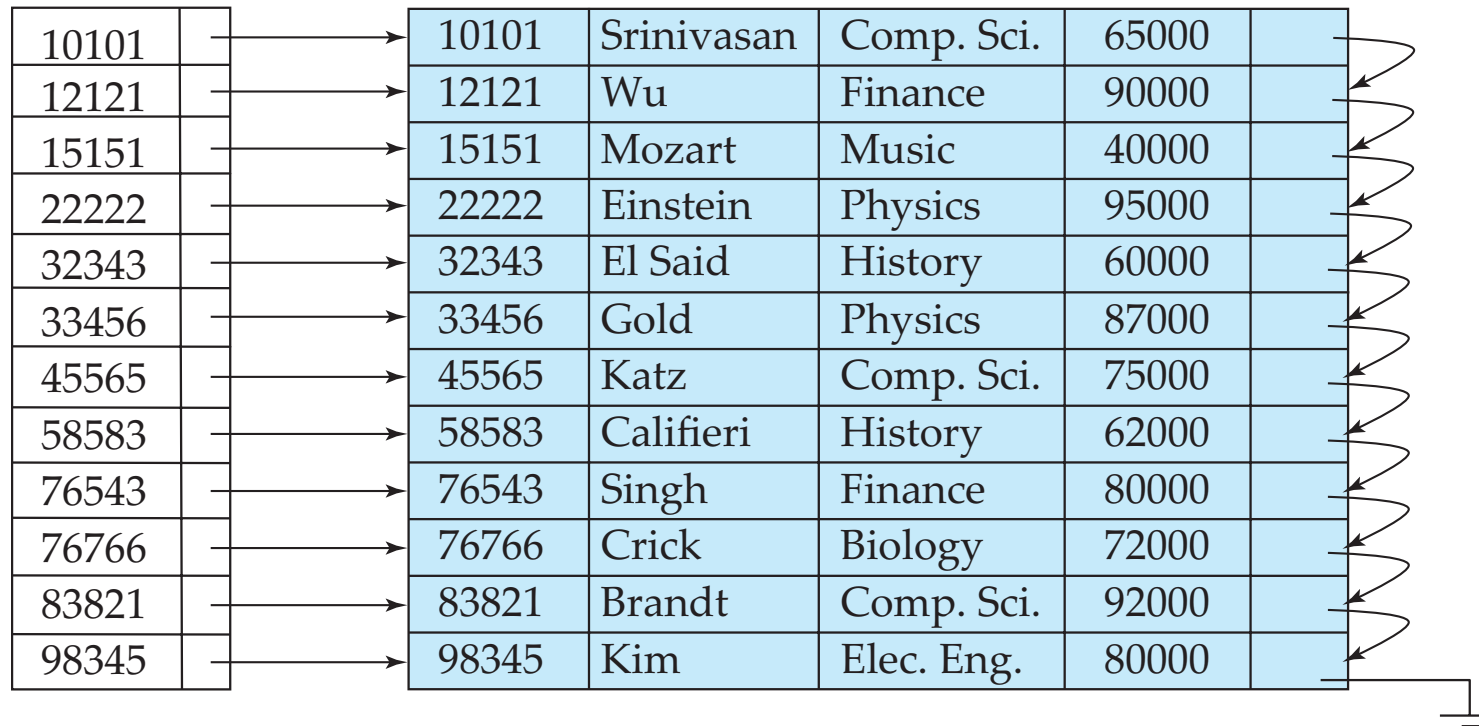 10101 10101 Srinivasan Comp. Sci. 65000
12121 12121 Wu Finance 90000
15151 15151 Mozart Music 40000
22222 22222 Einstein Physics 95000
32343 32343 El Said History 60000
33456 33456 Gold Physics 87000
45565 45565 Katz Comp. Sci. 75000
58583 58583 Califieri History 62000
76543 76543 Singh Finance 80000
76766 76766 Crick Biology 72000
83821 83821 Brandt Comp. Sci. 92000
98345 98345 Kim Elec. Eng. 80000